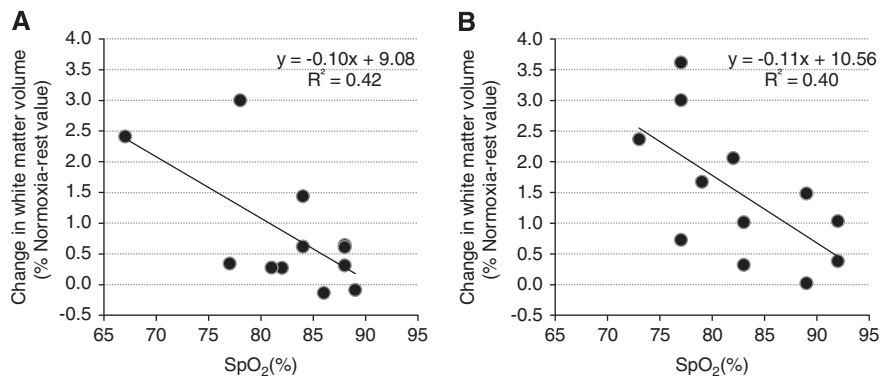 A
Change in white matter volume
(% Normoxia-rest value)
4.0
3.5
3.0
2.5
2.0
1.5
1.0
0.5
0.0
-0.5
y = -0.10x + 9.08
R² = 0.42
65 70 75 80 85 90 95
SpO₂(%)
B
Change in white matter volume
(% Normoxia-rest value)
4.0
3.5
3.0
2.5
2.0
1.5
1.0
0.5
0.0
-0.5
y = -0.11x + 10.56
R² = 0.40
65 70 75 80 85 90 95
SpO₂(%)